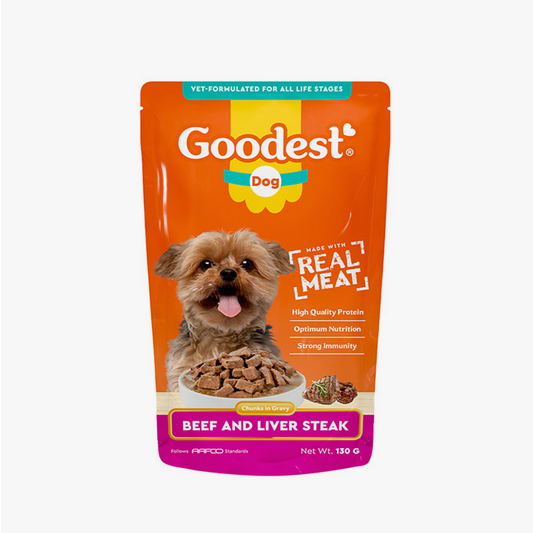 VET-FORMULATED FOR ALL LIFE STAGES
Goodest®
Dog
MADE WITH
REAL
MEAT
High Quality Protein
Optimum Nutrition
Strong Immunity
Chunks in Gravy
BEEF AND LIVER STEAK
Follows AAFCO Standards
Net Wt. 130 G